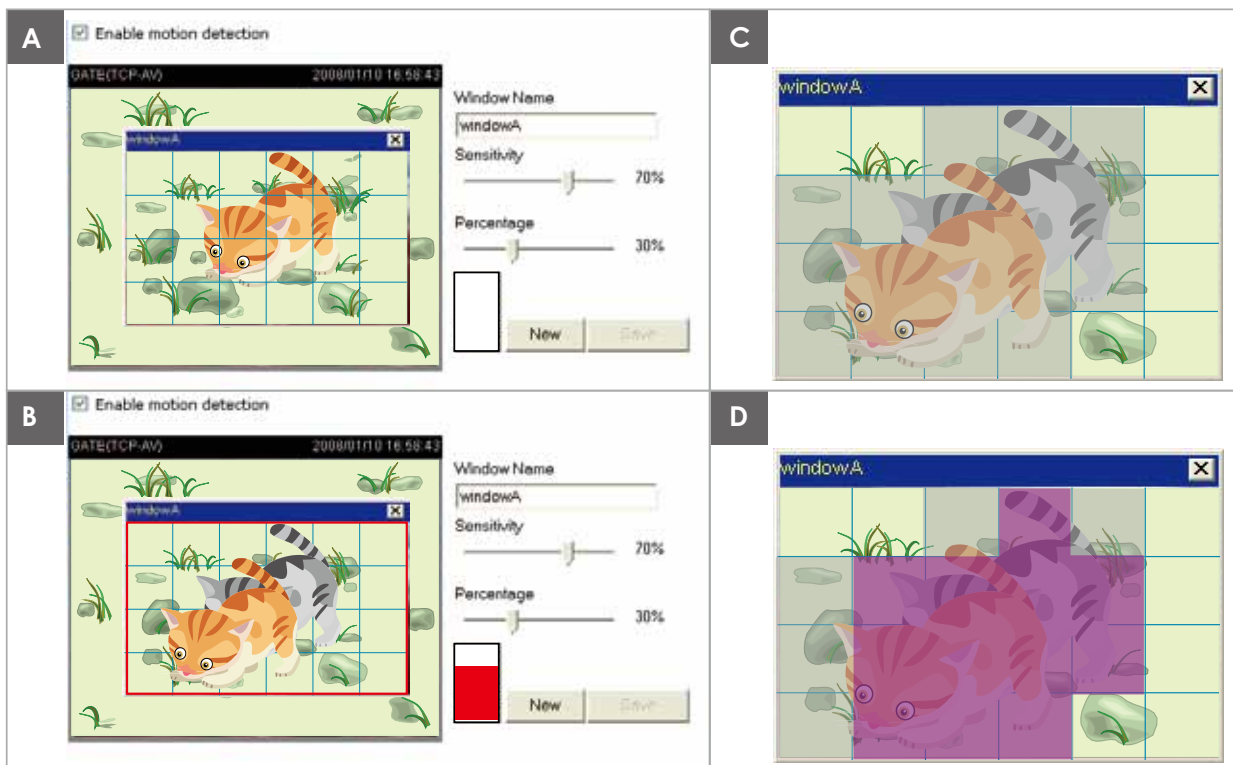 A
Enable motion detection
GATE(TCP-AV) 2008/01/10 16:58:43
windowA
Window Name
windowA
Sensitivity
70%
Percentage
30%
New Save
B
Enable motion detection
GATE(TCP-AV) 2008/01/10 16:58:43
windowA
Window Name
windowA
Sensitivity
70%
Percentage
30%
New Save
C
windowA
D
windowA